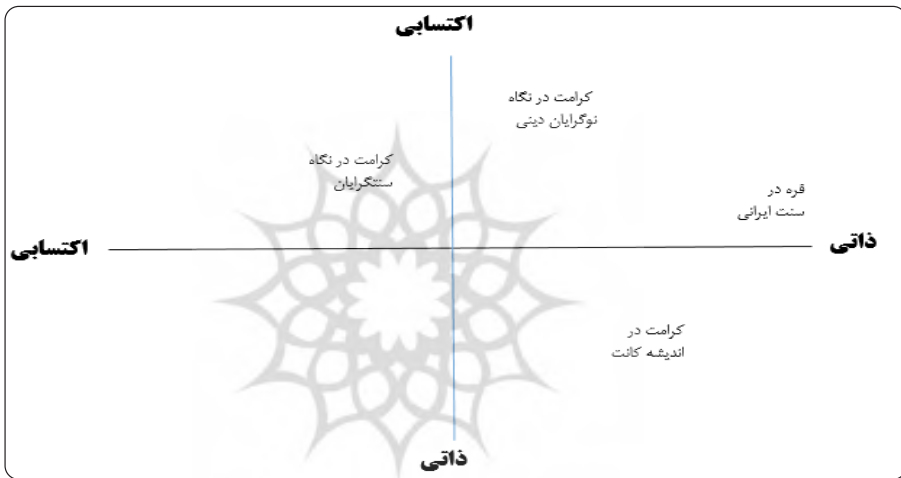 اکتسابی
کرامت در نگاه
نوگرایان دینی
کرامت در نگاه
سنتگرایان
قره در
سنت ایرانی
ذاتی
اکتسابی
کرامت در
اندیشه کانت
ذاتی